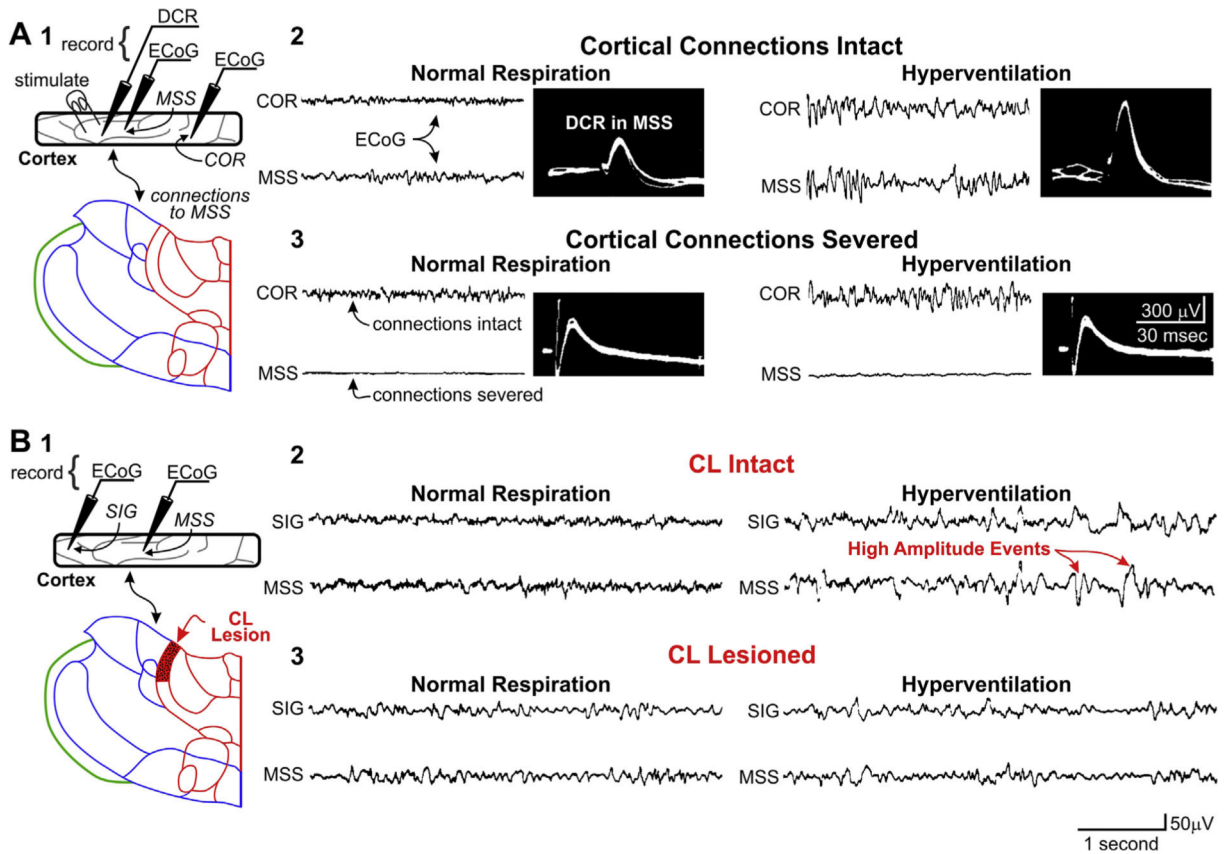 A 1
DCR
record {
ECoG
ECoG
stimulate
MSS
Cortex
COR
connections
to MSS
2
Cortical Connections Intact
Normal Respiration
Hyperventilation
COR
ECoG
MSS
DCR in MSS
COR
MSS
3
Cortical Connections Severed
Normal Respiration
Hyperventilation
COR
connections intact
MSS
connections severed
COR
300 µV
30 msec
MSS
B 1
record {
ECoG
ECoG
SIG
MSS
Cortex
CL
Lesion
2
CL Intact
Normal Respiration
Hyperventilation
SIG
MSS
SIG
High Amplitude Events
MSS
3
CL Lesioned
Normal Respiration
Hyperventilation
SIG
MSS
SIG
MSS
50µV
1 second